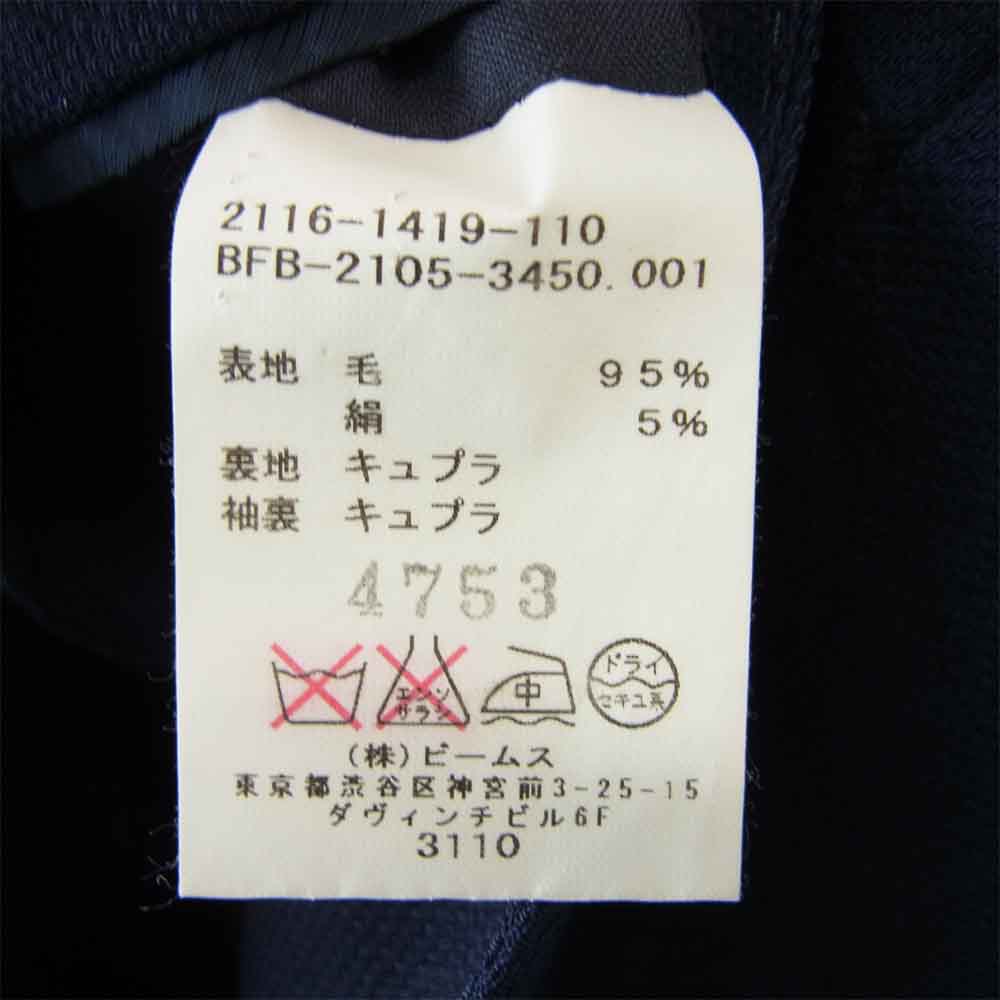 2116-1419-110
BFB-2105-3450.001
表地 毛 95%
絹 5%
裏地 キュプラ
袖裏 キュプラ
4753
エンソ サラシ 中 ドライ セキユ系
(株)ビームス
東京都渋谷区神宮前3-25-15
ダヴィンチビル6F
3110